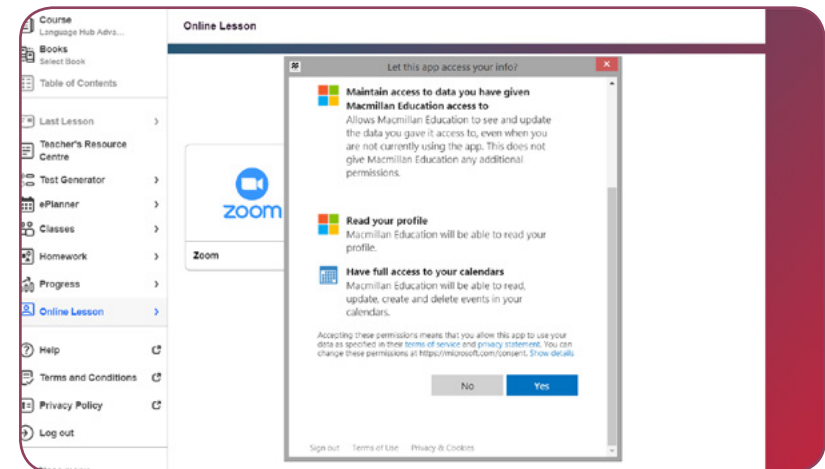 Course
Language Hub Adva...
Books
Select Book
Table of Contents
Last Lesson
Teacher's Resource
Centre
Test Generator
ePlanner
Classes
Homework
Progress
Online Lesson
Help
Terms and Conditions
Privacy Policy
Log out
Online Lesson
zoom
Zoom
Let this app access your info?
Maintain access to data you have given
Macmillan Education access to
Allows Macmillan Education to see and update
the data you gave it access to, even when you
are not currently using the app. This does not
give Macmillan Education any additional
permissions.
Read your profile
Macmillan Education will be able to read your
profile.
Have full access to your calendars
Macmillan Education will be able to read,
update, create and delete events in your
calendars.
Accepting these permissions means that you allow this app to use your
data as specified in their terms of service and privacy statement. You can
change these permissions at https://microsoft.com/consent. Show details
No
Yes
Sign out
Terms of Use
Privacy & Cookies